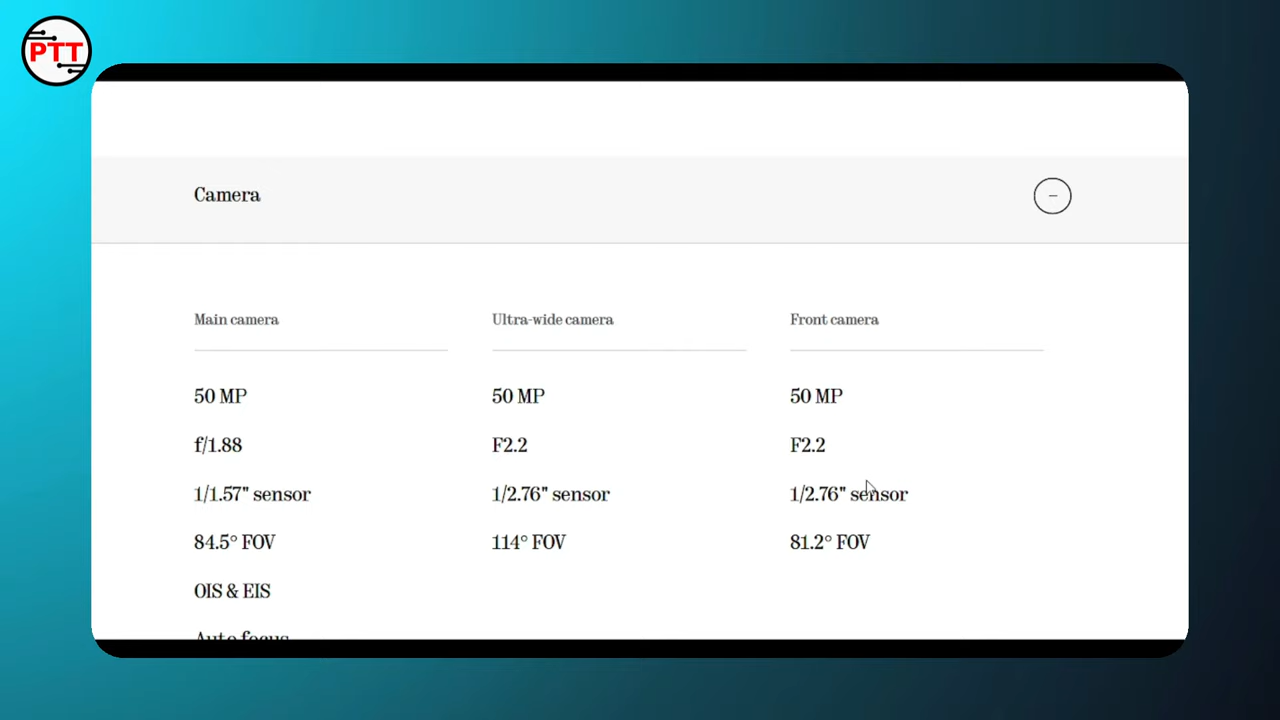 PTT
Camera
Main camera
Ultra-wide camera
Front camera
50 MP
50 MP
50 MP
f/1.88
F2.2
F2.2
1/1.57" sensor
1/2.76" sensor
1/2.76" sensor
84.5° FOV
114° FOV
81.2° FOV
OIS & EIS
Auto focus